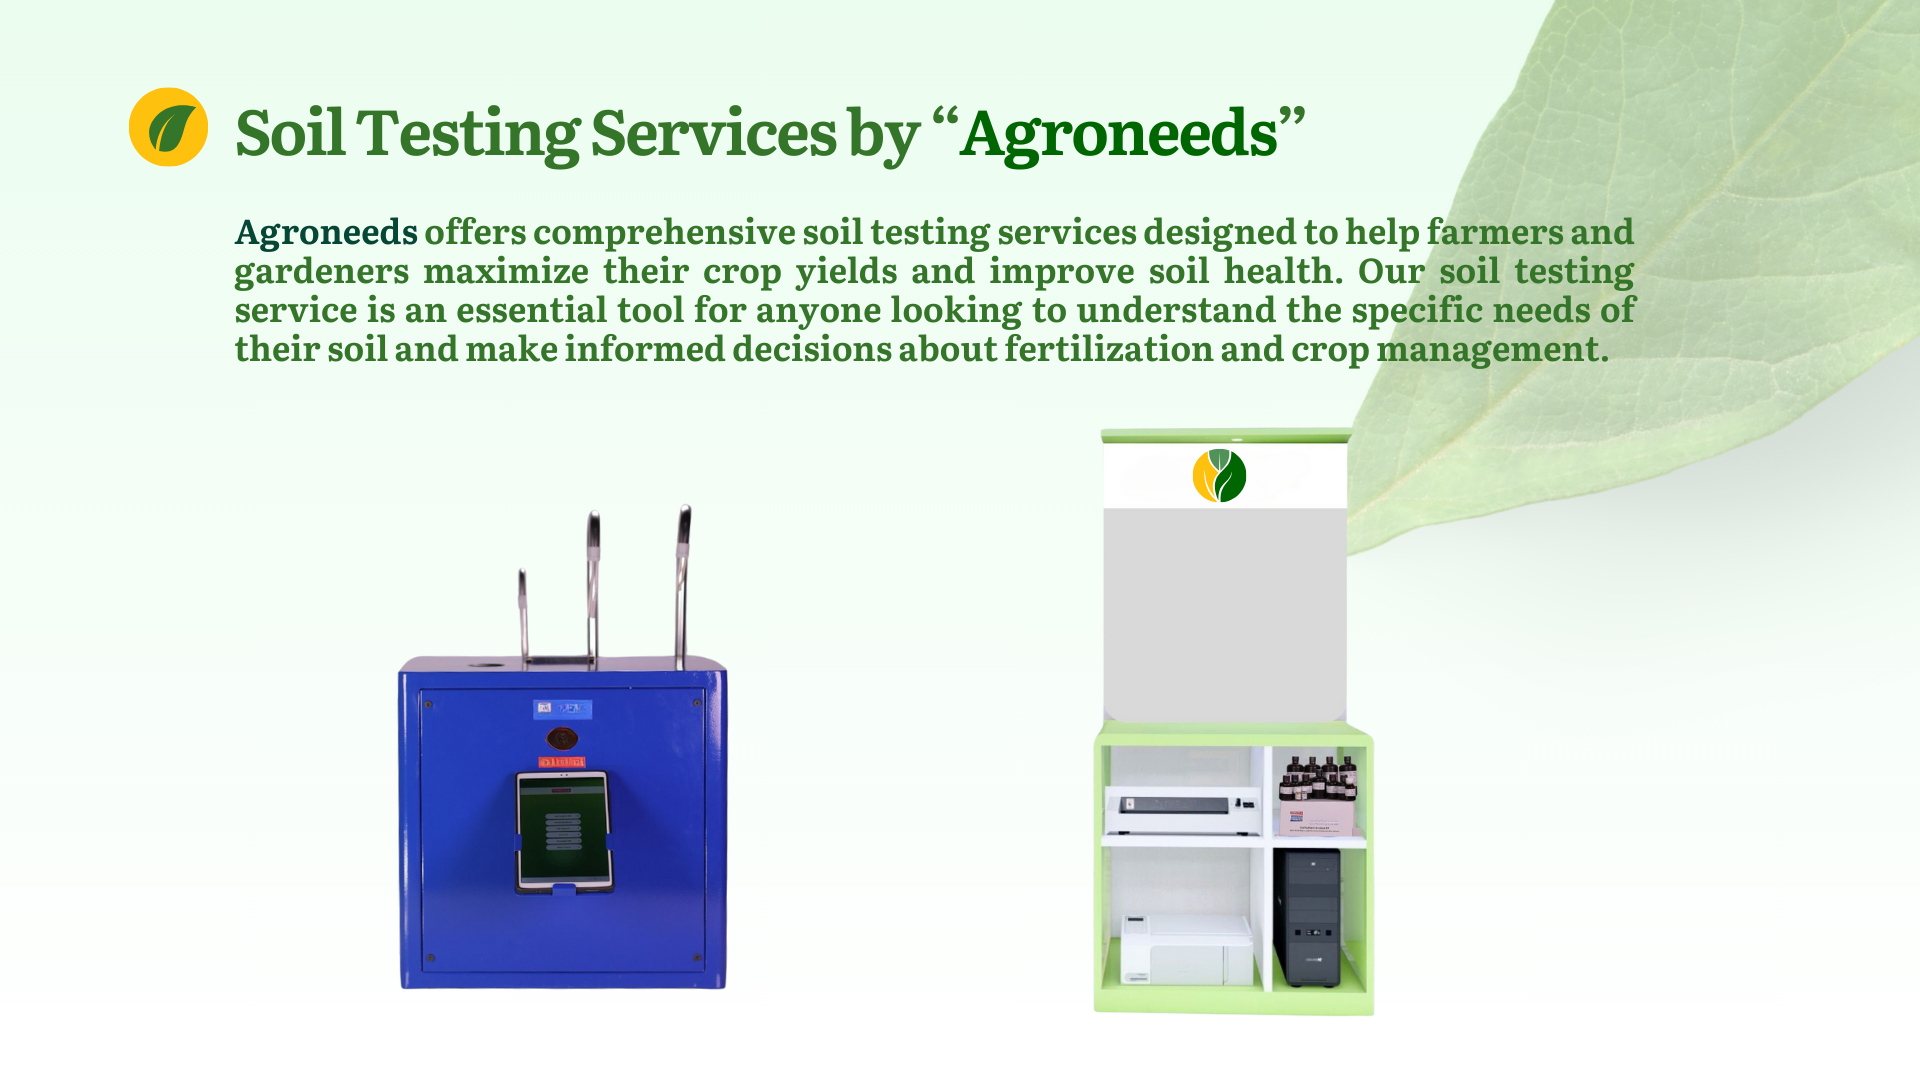 Soil Testing Services by “Agroneeds”
Agroneeds offers comprehensive soil testing services designed to help farmers and
gardeners maximize their crop yields and improve soil health. Our soil testing
service is an essential tool for anyone looking to understand the specific needs of
their soil and make informed decisions about fertilization and crop management.